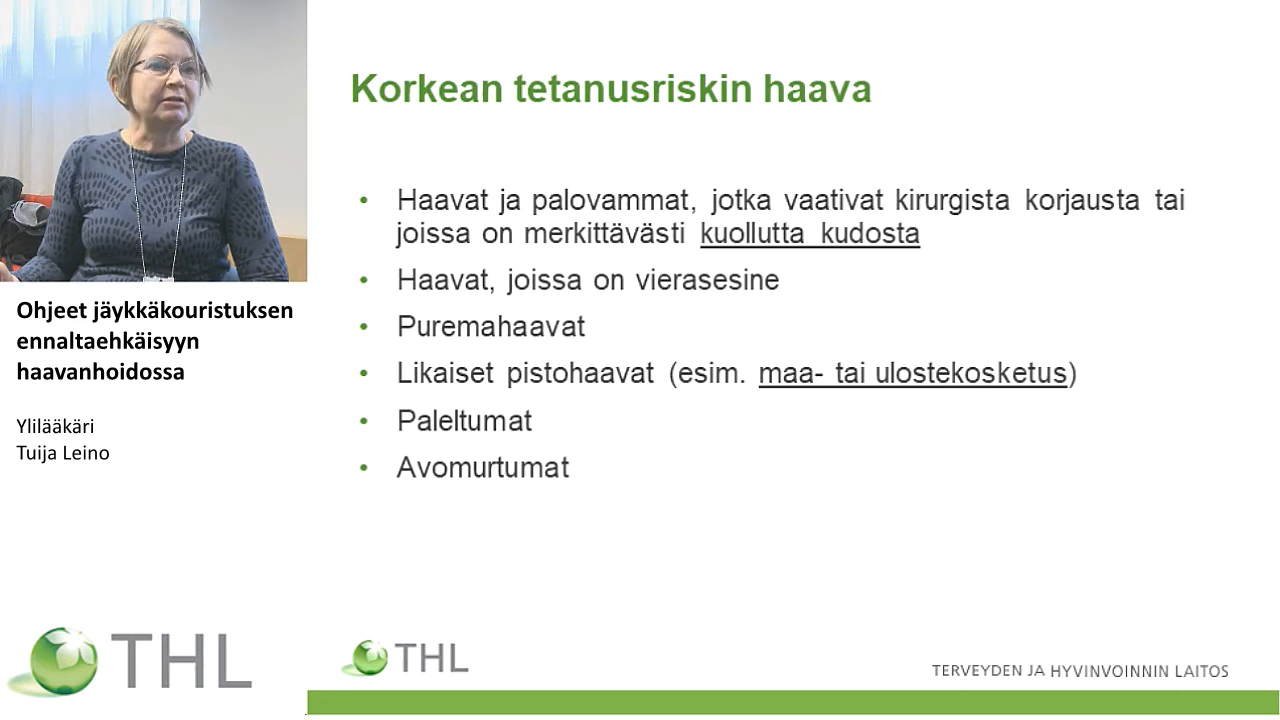 Korkean tetanusriskin haava
• Haavat ja palovammat, jotka vaativat kirurgista korjausta tai
joissa on merkittävästi kuollutta kudosta
• Haavat, joissa on vierasesine
• Puremahaavat
• Likaiset pistohaavat (esim. maa- tai ulostekosketus)
• Paleltumat
• Avomurtumat
Ohjeet jäykkäkouristuksen
ennaltaehkäisyyn
haavanhoidossa
Ylilääkäri
Tuija Leino
THL
THL
TERVEYDEN JA HYVINVOINNIN LAITOS